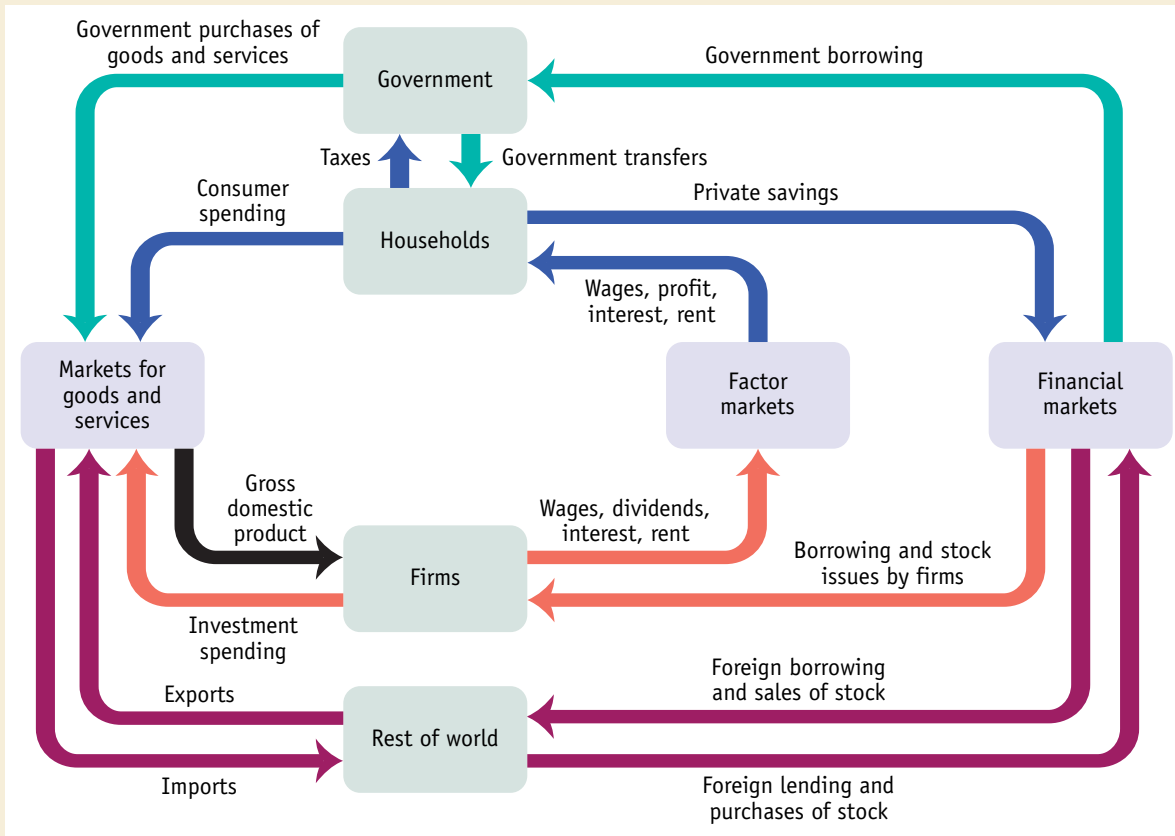 Government purchases of
goods and services
Government
Government borrowing
Taxes
Government transfers
Consumer
spending
Private savings
Households
Wages, profit,
interest, rent
Markets for
goods and
services
Factor
markets
Financial
markets
Gross
domestic
product
Wages, dividends,
interest, rent
Firms
Borrowing and stock
issues by firms
Investment
spending
Foreign borrowing
and sales of stock
Exports
Rest of world
Imports
Foreign lending and
purchases of stock